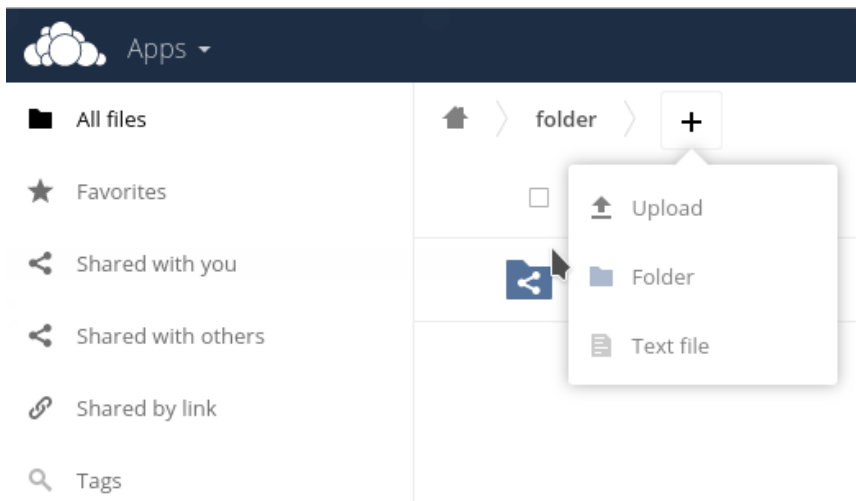 Apps
All files
folder
+
Favorites
Upload
Shared with you
Folder
Shared with others
Text file
Shared by link
Tags